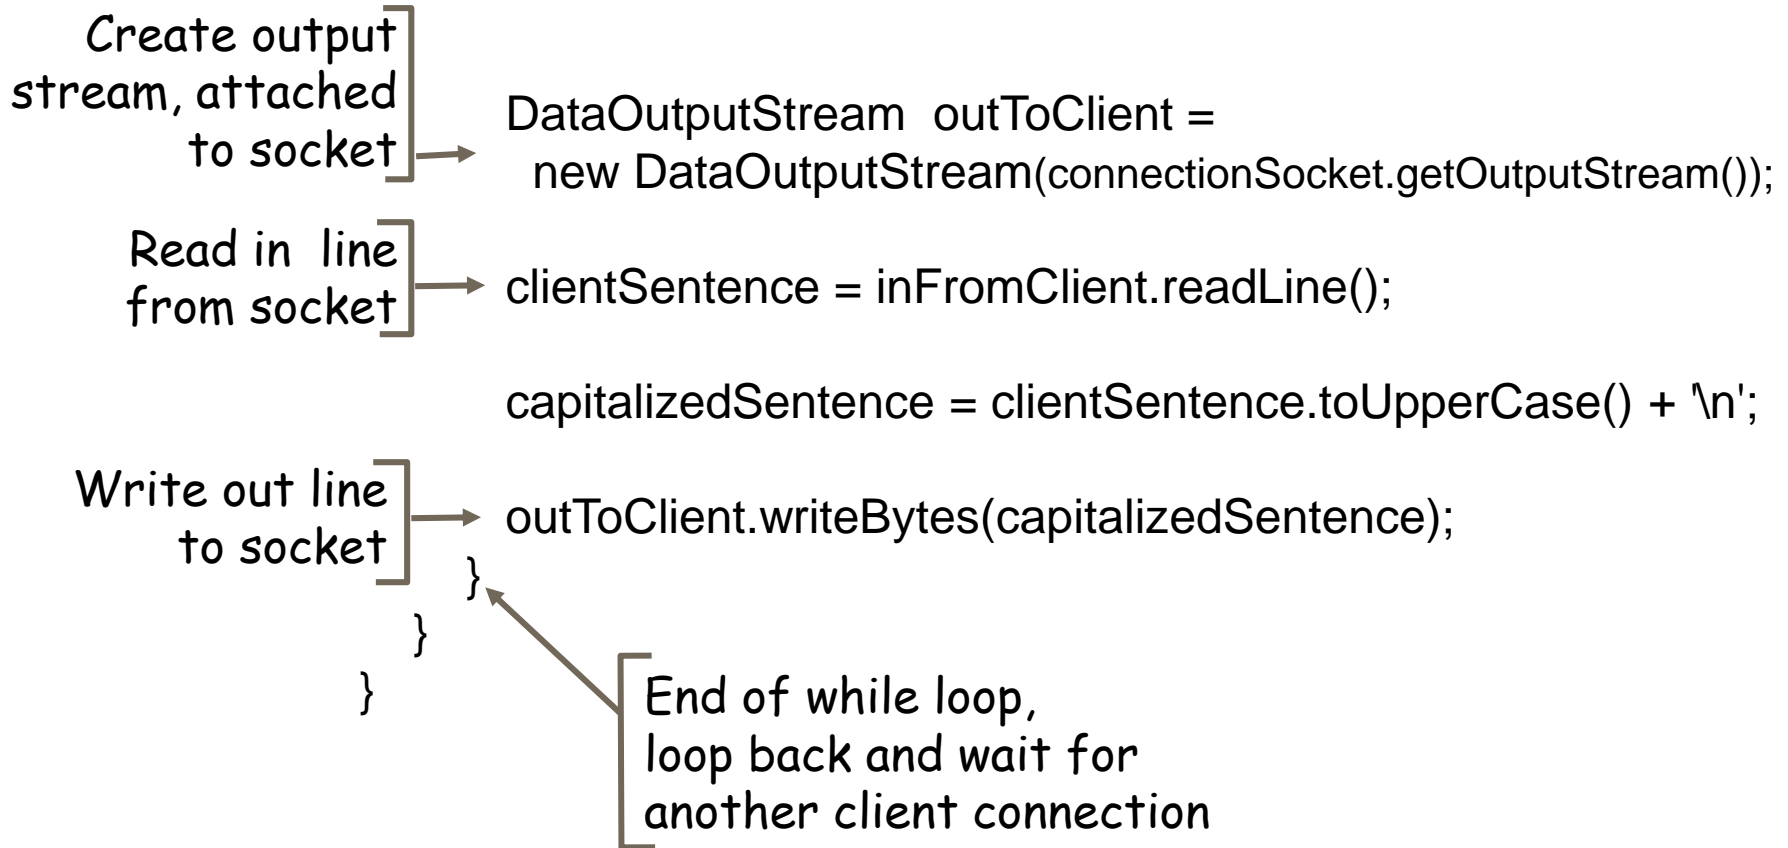 Create output
stream, attached
to socket
DataOutputStream  outToClient =
new DataOutputStream(connectionSocket.getOutputStream());
Read in  line
from socket
clientSentence = inFromClient.readLine();
capitalizedSentence = clientSentence.toUpperCase() + '\n';
Write out line
to socket
outToClient.writeBytes(capitalizedSentence);
}
}
}
End of while loop,
loop back and wait for
another client connection